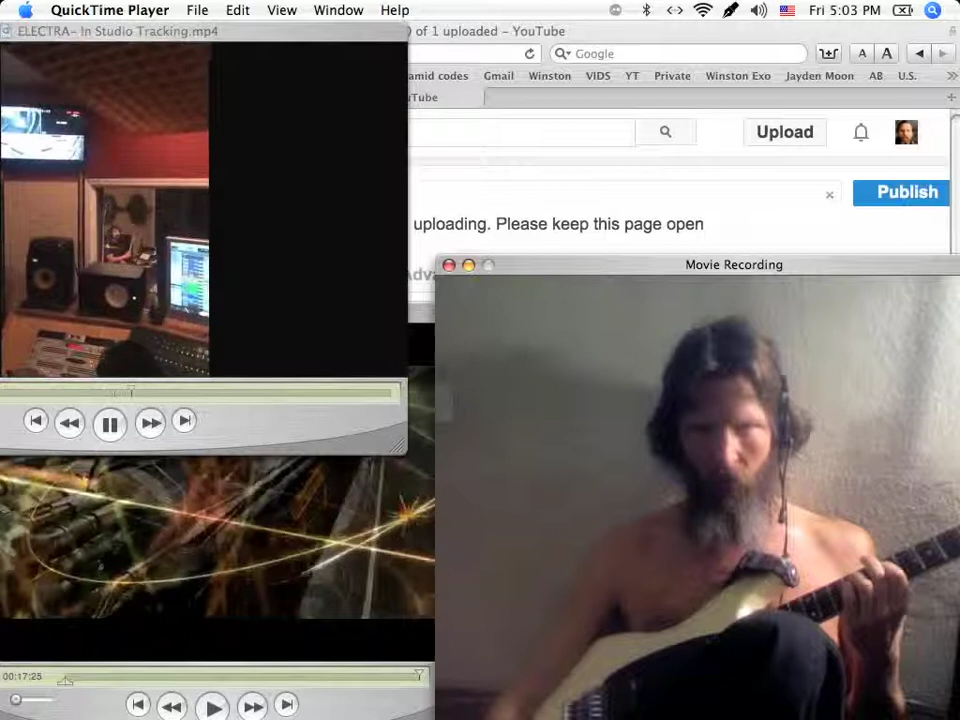 QuickTime Player File Edit View Window Help Fri 5:03 PM
ELECTRA- In Studio Tracking.mp4
of 1 uploaded - YouTube
Google
A A
amid codes Gmail Winston VIDS YT Private Winston Exo Jayden Moon AB U.S.
Tube
Upload
Publish
uploading. Please keep this page open
Adva
Movie Recording
00:17:25